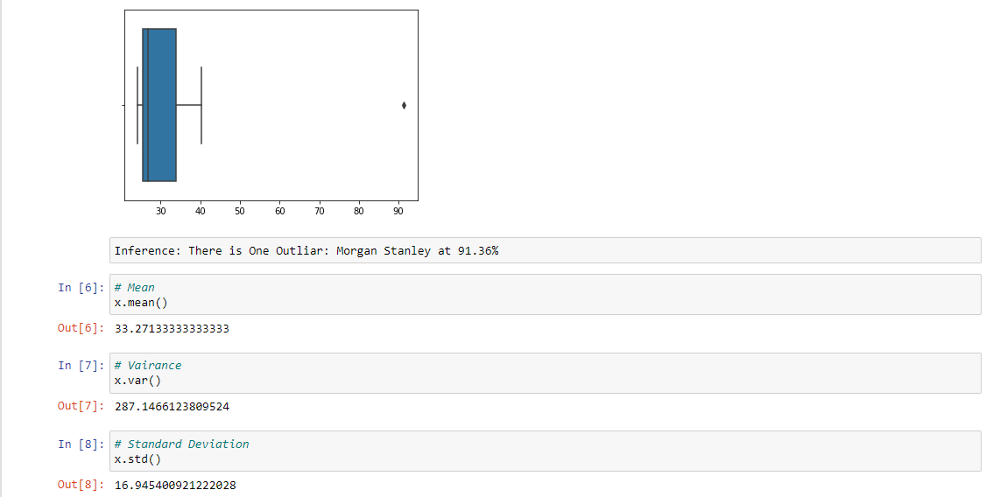 30 40 50 60 70 80 90
Inference: There is One Outliar: Morgan Stanley at 91.36%
In [6]: # Mean
x.mean()
Out[6]: 33.27133333333333
In [7]: # Vairance
x.var()
Out[7]: 287.1466123809524
In [8]: # Standard Deviation
x.std()
Out[8]: 16.945400921222028